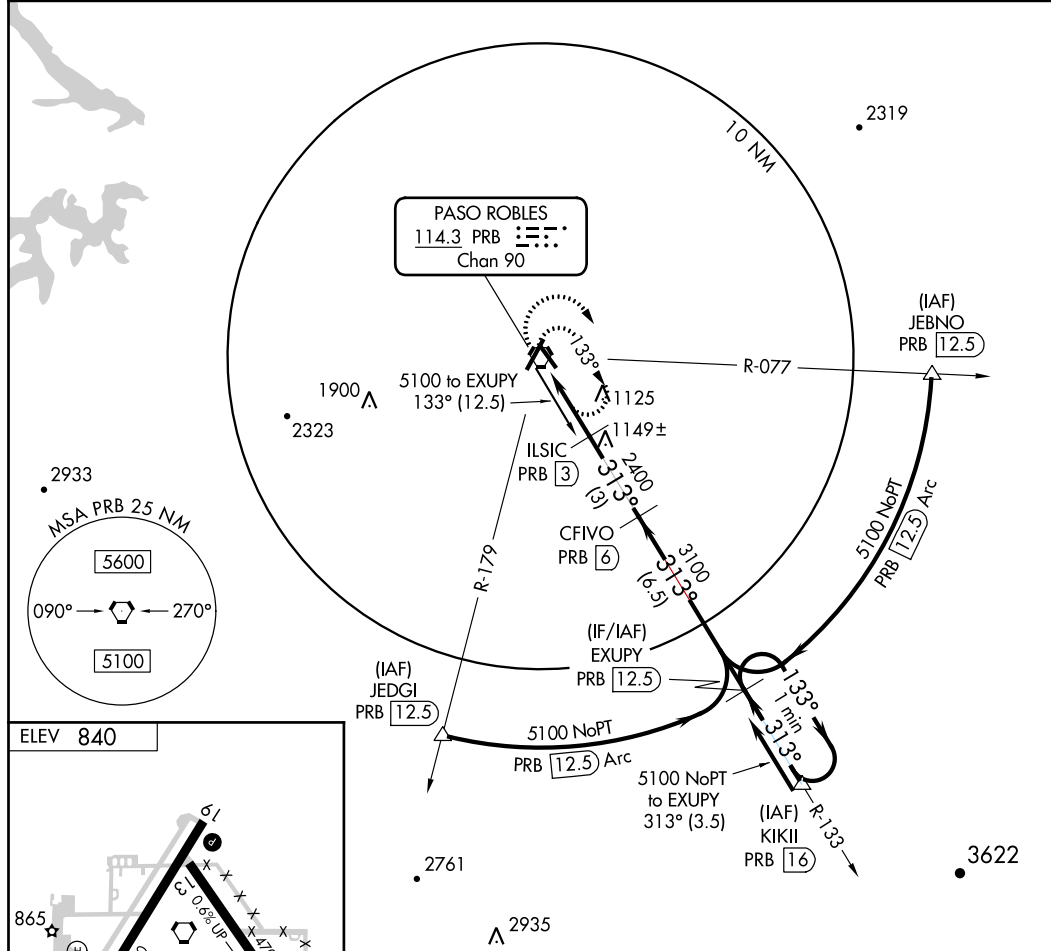 10 NM
2319
PASO ROBLES
114.3 PRB
Chan 90
(IAF)
JEBNO
PRB 12.5
R-077
133°
5100 to EXUPY
133° (12.5)
1900
1125
2323
1149±
ILSIC
PRB 3
2400
313°
(3)
2933
MSA PRB 25 NM
5600
090°
270°
5100
CFIVO
PRB 6
3100
313°
(6.5)
5100 NoPT
PRB 12.5 Arc
R-179
(IF/IAF)
EXUPY
PRB 12.5
(IAF)
JEDGI
PRB 12.5
133°
1 min
313°
5100 NoPT
PRB 12.5 Arc
5100 NoPT
to EXUPY
313° (3.5)
(IAF)
KIKII
PRB 16
R-133
3622
2761
2935
ELEV 840
19
P
X X X X X X
31
0.6% UP
865